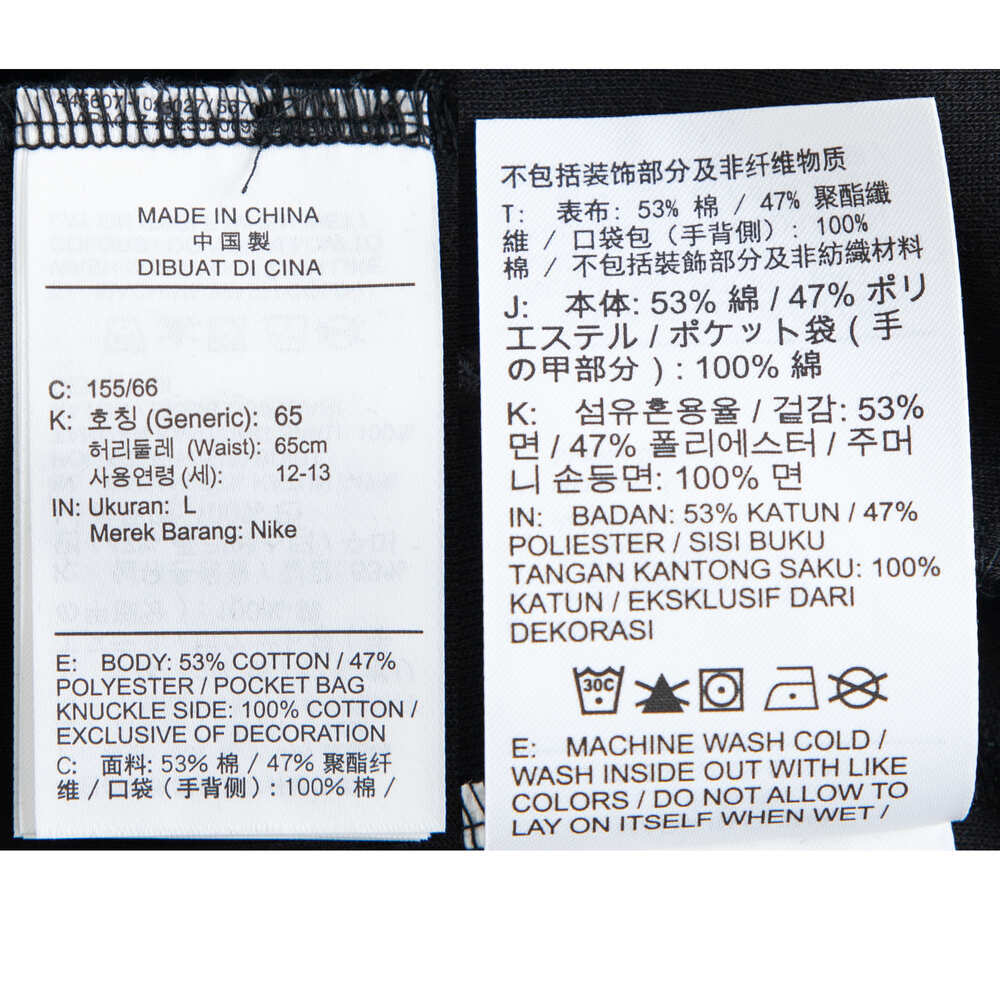 MADE IN CHINA
中国製
DIBUAT DI CINA
C: 155/66
K: 호칭 (Generic): 65
허리둘레 (Waist): 65cm
사용연령 (세): 12-13
IN: Ukuran: L
Merek Barang: Nike
E: BODY: 53% COTTON / 47%
POLYESTER / POCKET BAG
KNUCKLE SIDE: 100% COTTON /
EXCLUSIVE OF DECORATION
C: 面料: 53% 棉 / 47% 聚酯纤
维 / 口袋（手背侧）: 100% 棉 /
不包括装饰部分及非纤维物质
T: 表布: 53% 棉 / 47% 聚酯纖
維 / 口袋包（手背側）: 100%
棉 / 不包括裝飾部分及非紡織材料
J: 本体: 53% 綿 / 47% ポリ
エステル / ポケット袋 ( 手
の甲部分 ) : 100% 綿
K: 섬유혼용율 / 겉감: 53%
면 / 47% 폴리에스터 / 주머
니 손등면: 100% 면
IN: BADAN: 53% KATUN / 47%
POLIESTER / SISI BUKU
TANGAN KANTONG SAKU: 100%
KATUN / EKSKLUSIF DARI
DEKORASI
30C
E: MACHINE WASH COLD /
WASH INSIDE OUT WITH LIKE
COLORS / DO NOT ALLOW TO
LAY ON ITSELF WHEN WET /